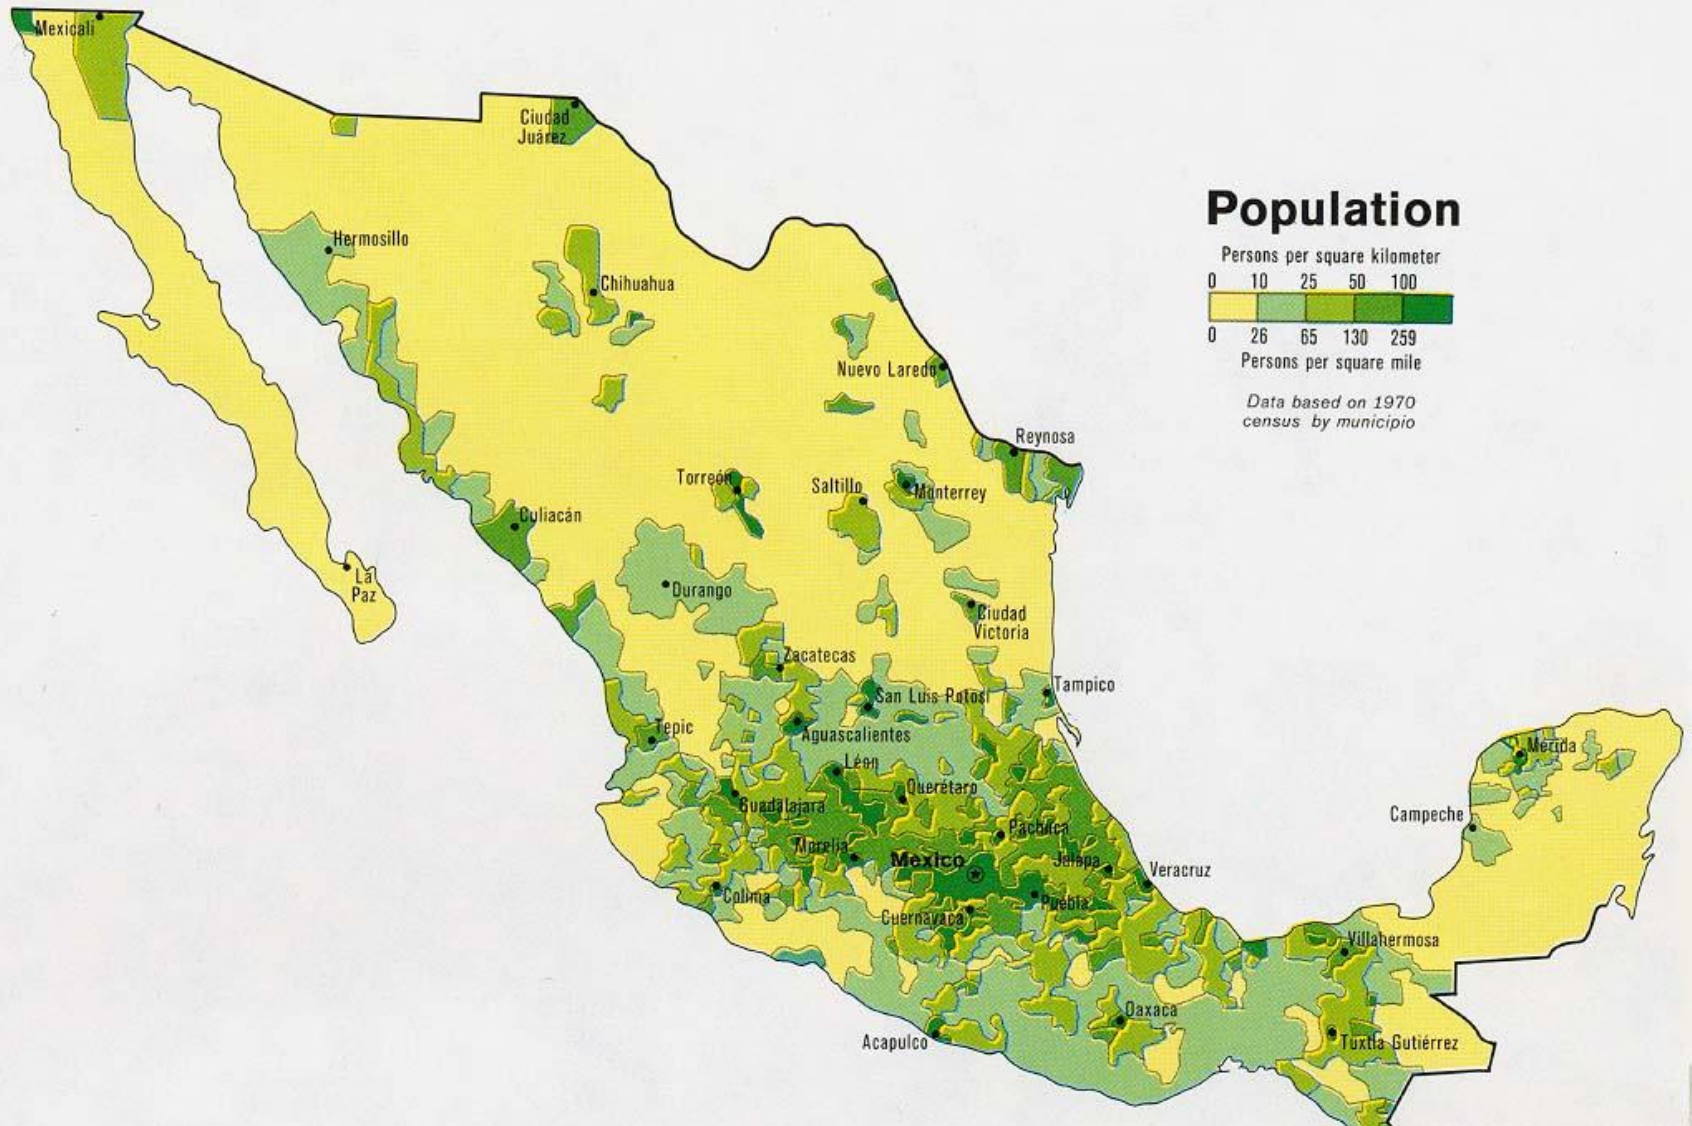 Mexicali
Ciudad
Juárez
Hermosillo
Chihuahua
Nuevo Laredo
Reynosa
Torreón
Saltillo
Monterrey
Culiacán
La
Paz
Durango
Ciudad
Victoria
Zacatecas
Tampico
San Luis Potosí
Tepic
Aguascalientes
Léon
Querétaro
Guadalajara
Pachuca
Morelia
Mexico
Jalapa
Veracruz
Colima
Puebla
Cuernavaca
Mérida
Campeche
Villahermosa
Oaxaca
Acapulco
Tuxtla Gutiérrez
Population
Persons per square kilometer
0 10 25 50 100
0 26 65 130 259
Persons per square mile
Data based on 1970
census by municipio